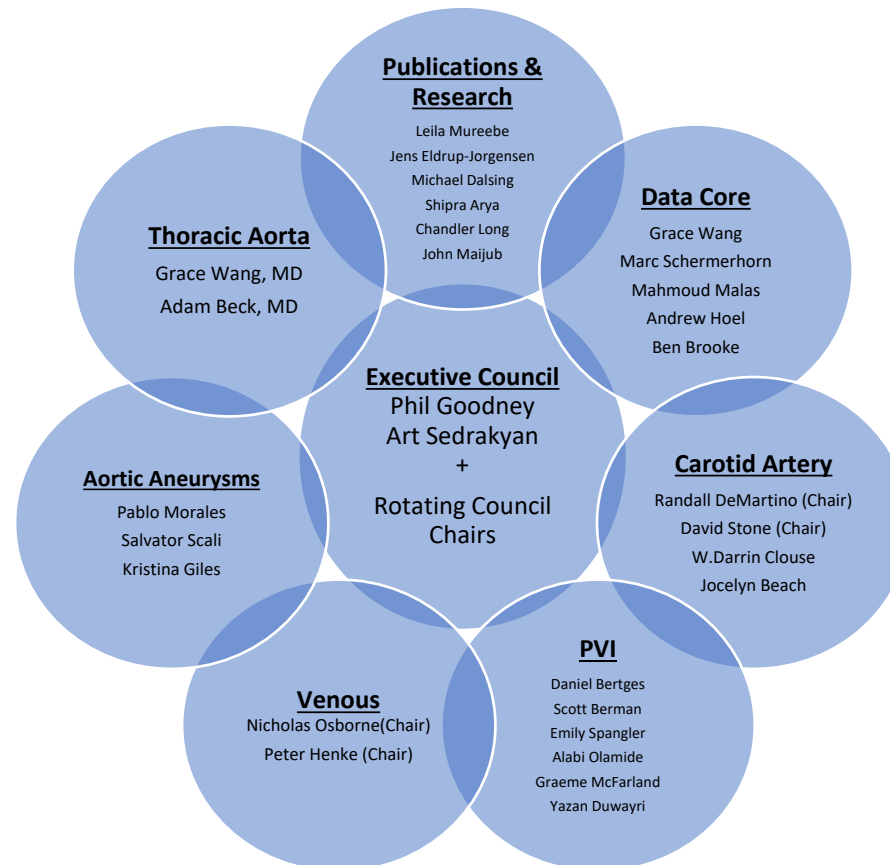 Publications &
Research
Leila Mureebe
Jens Eldrup-Jorgensen
Michael Dalsing
Shipra Arya
Chandler Long
John Maijub
Data Core
Grace Wang
Marc Schermerhorn
Mahmoud Malas
Andrew Hoel
Ben Brooke
Thoracic Aorta
Grace Wang, MD
Adam Beck, MD
Executive Council
Phil Goodney
Art Sedrakyan
+
Rotating Council
Chairs
Aortic Aneurysms
Pablo Morales
Salvator Scali
Kristina Giles
Carotid Artery
Randall DeMartino (Chair)
David Stone (Chair)
W.Darrin Clouse
Jocelyn Beach
Venous
Nicholas Osborne(Chair)
Peter Henke (Chair)
PVI
Daniel Bertges
Scott Berman
Emily Spangler
Alabi Olamide
Graeme McFarland
Yazan Duwayri